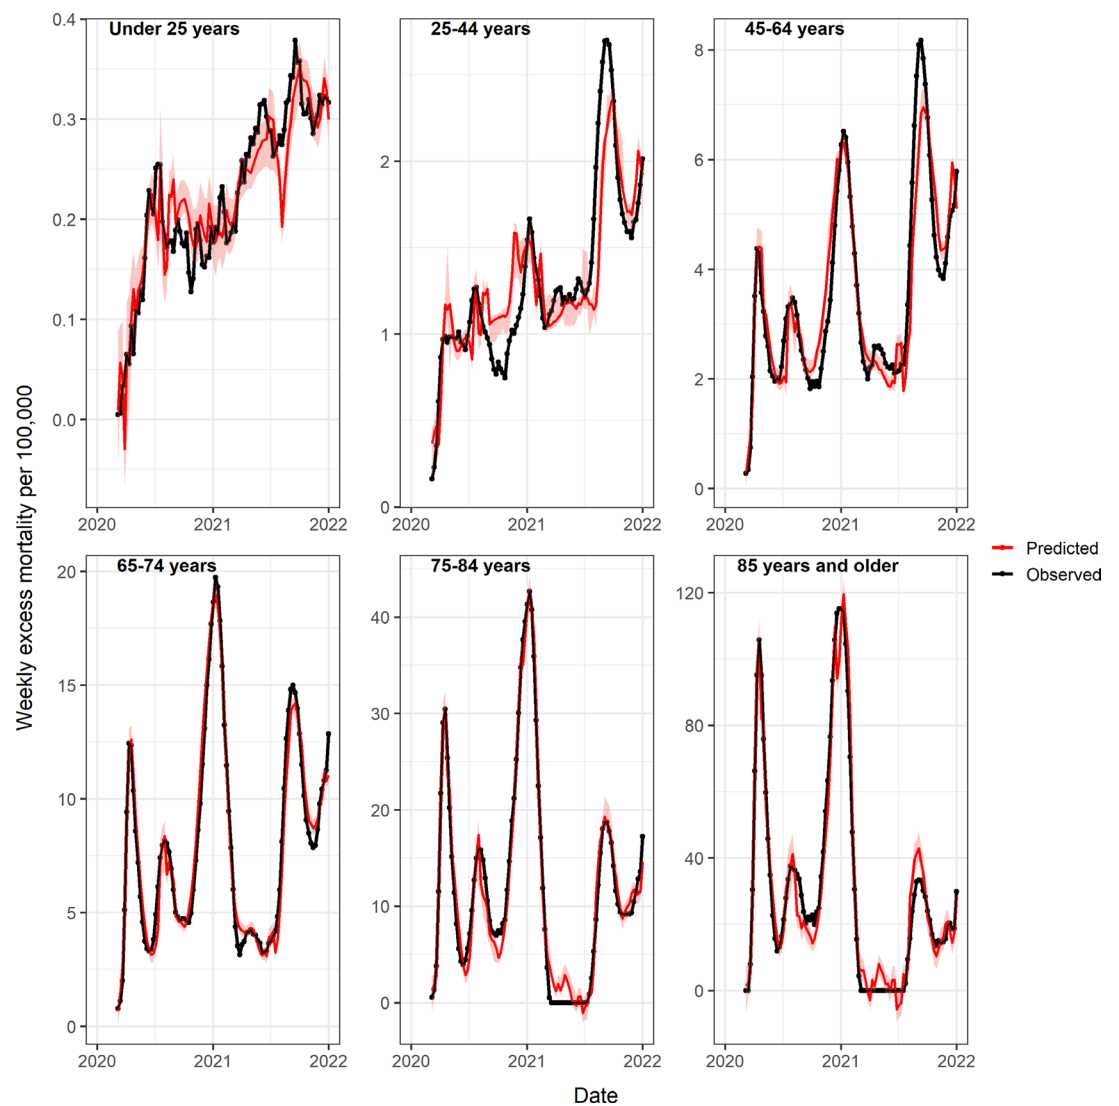 Under 25 years
25-44 years
45-64 years
0.4
0.3
0.2
0.1
0.0
2
1
0
8
6
4
2
0
2020 2021 2022
2020 2021 2022
2020 2021 2022
Weekly excess mortality per 100,000
65-74 years
75-84 years
85 years and older
20
15
10
5
0
40
30
20
10
0
120
80
40
0
2020 2021 2022
2020 2021 2022
2020 2021 2022
Date
Predicted
Observed